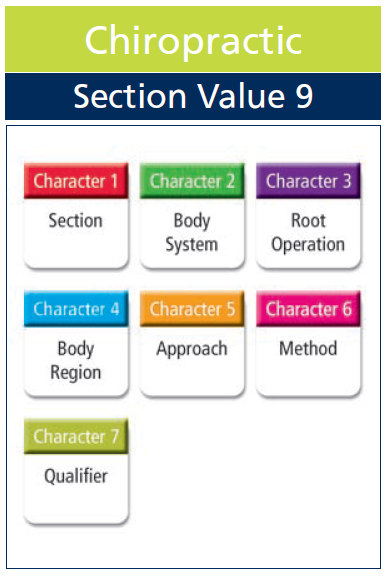 Chiropractic
Section Value 9
Character 1
Section
Character 2
Body
System
Character 3
Root
Operation
Character 4
Body
Region
Character 5
Approach
Character 6
Method
Character 7
Qualifier